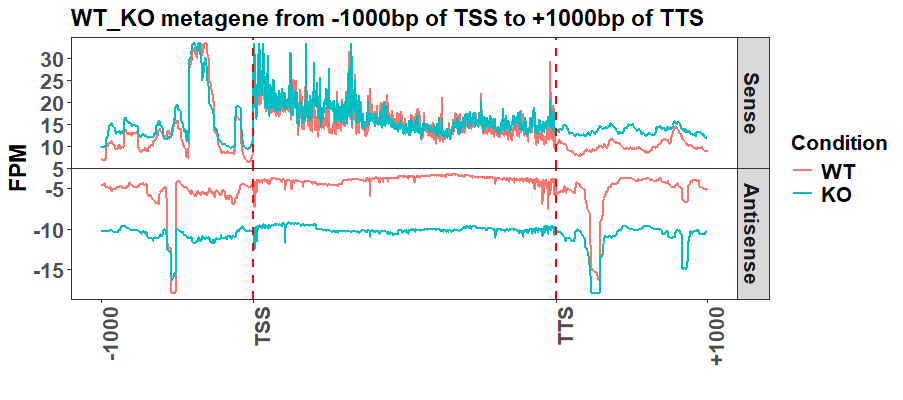 WT_KO metagene from -1000bp of TSS to +1000bp of TTS
FPM
30
25
20
15
10
5
Sense
-5
-10
-15
Antisense
-1000
TSS
TTS
+1000
Condition
WT
KO